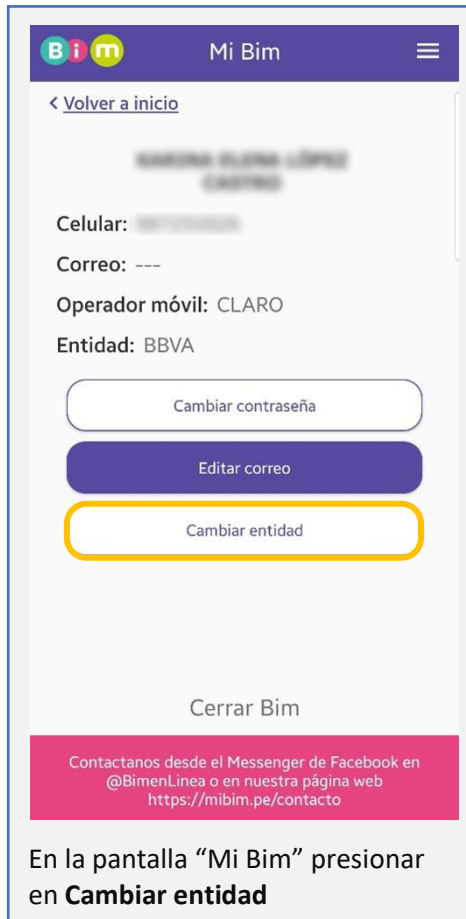 Bim
Mi Bim
< Volver a inicio
Celular:
Correo: ---
Operador móvil: CLARO
Entidad: BBVA
Cambiar contraseña
Editar correo
Cambiar entidad
Cerrar Bim
Contactanos desde el Messenger de Facebook en
@BimenLinea o en nuestra página web
https://mibim.pe/contacto
En la pantalla “Mi Bim” presionar
en Cambiar entidad